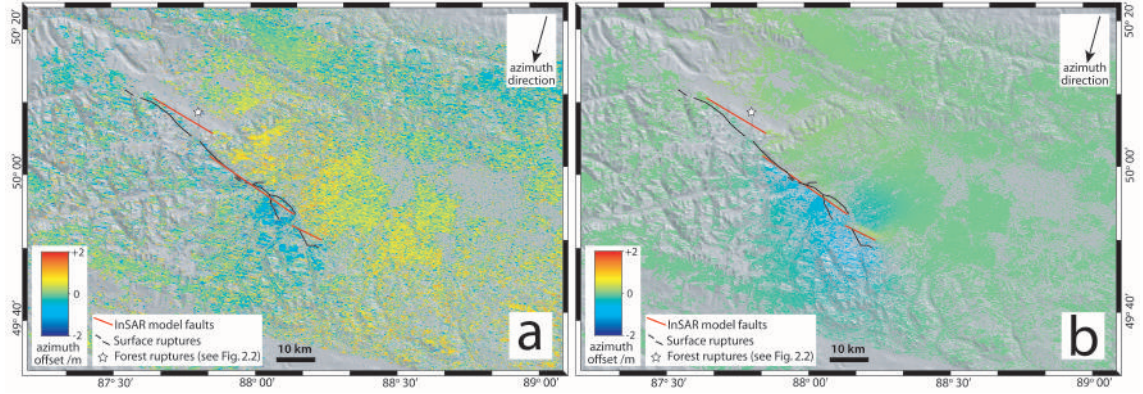 50° 20'
50° 00'
49° 40'
azimuth
direction
+2
0
-2
azimuth
offset /m
InSAR model faults
Surface ruptures
Forest ruptures (see Fig. 2.2)
10 km
a
87° 30'
88° 00'
88° 30'
89° 00'
azimuth
direction
50° 20'
50° 00'
49° 40'
+2
0
-2
azimuth
offset /m
InSAR model faults
Surface ruptures
Forest ruptures (see Fig. 2.2)
10 km
b
87° 30'
88° 00'
88° 30'
89° 00'